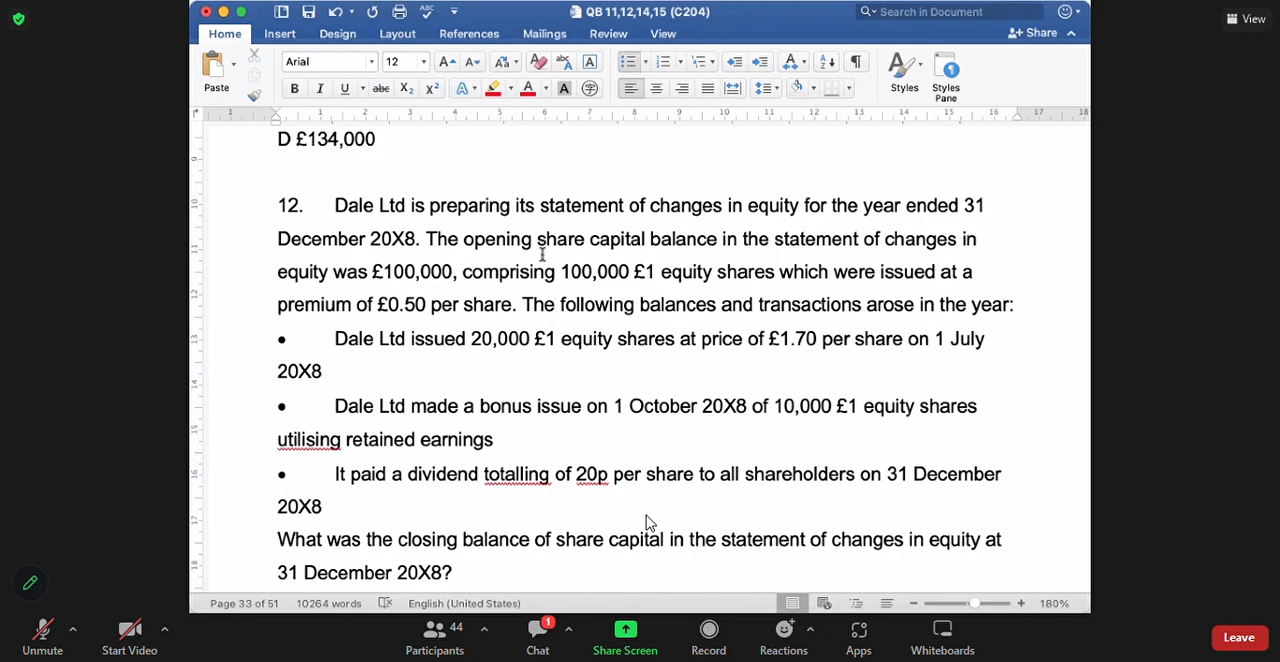 QB 11,12,14,15 (C204)
Search in Document
View
Home Insert Design Layout References Mailings Review View
Share
Arial 12
Paste
Styles Styles Pane
D £134,000
12. Dale Ltd is preparing its statement of changes in equity for the year ended 31
December 20X8. The opening share capital balance in the statement of changes in
equity was £100,000, comprising 100,000 £1 equity shares which were issued at a
premium of £0.50 per share. The following balances and transactions arose in the year:
• Dale Ltd issued 20,000 £1 equity shares at price of £1.70 per share on 1 July
20X8
• Dale Ltd made a bonus issue on 1 October 20X8 of 10,000 £1 equity shares
utilising retained earnings
• It paid a dividend totalling of 20p per share to all shareholders on 31 December
20X8
What was the closing balance of share capital in the statement of changes in equity at
31 December 20X8?
Page 33 of 51 10264 words English (United States) 180%
Unmute Start Video Participants 44 Chat 1 Share Screen Record Reactions Apps Whiteboards Leave